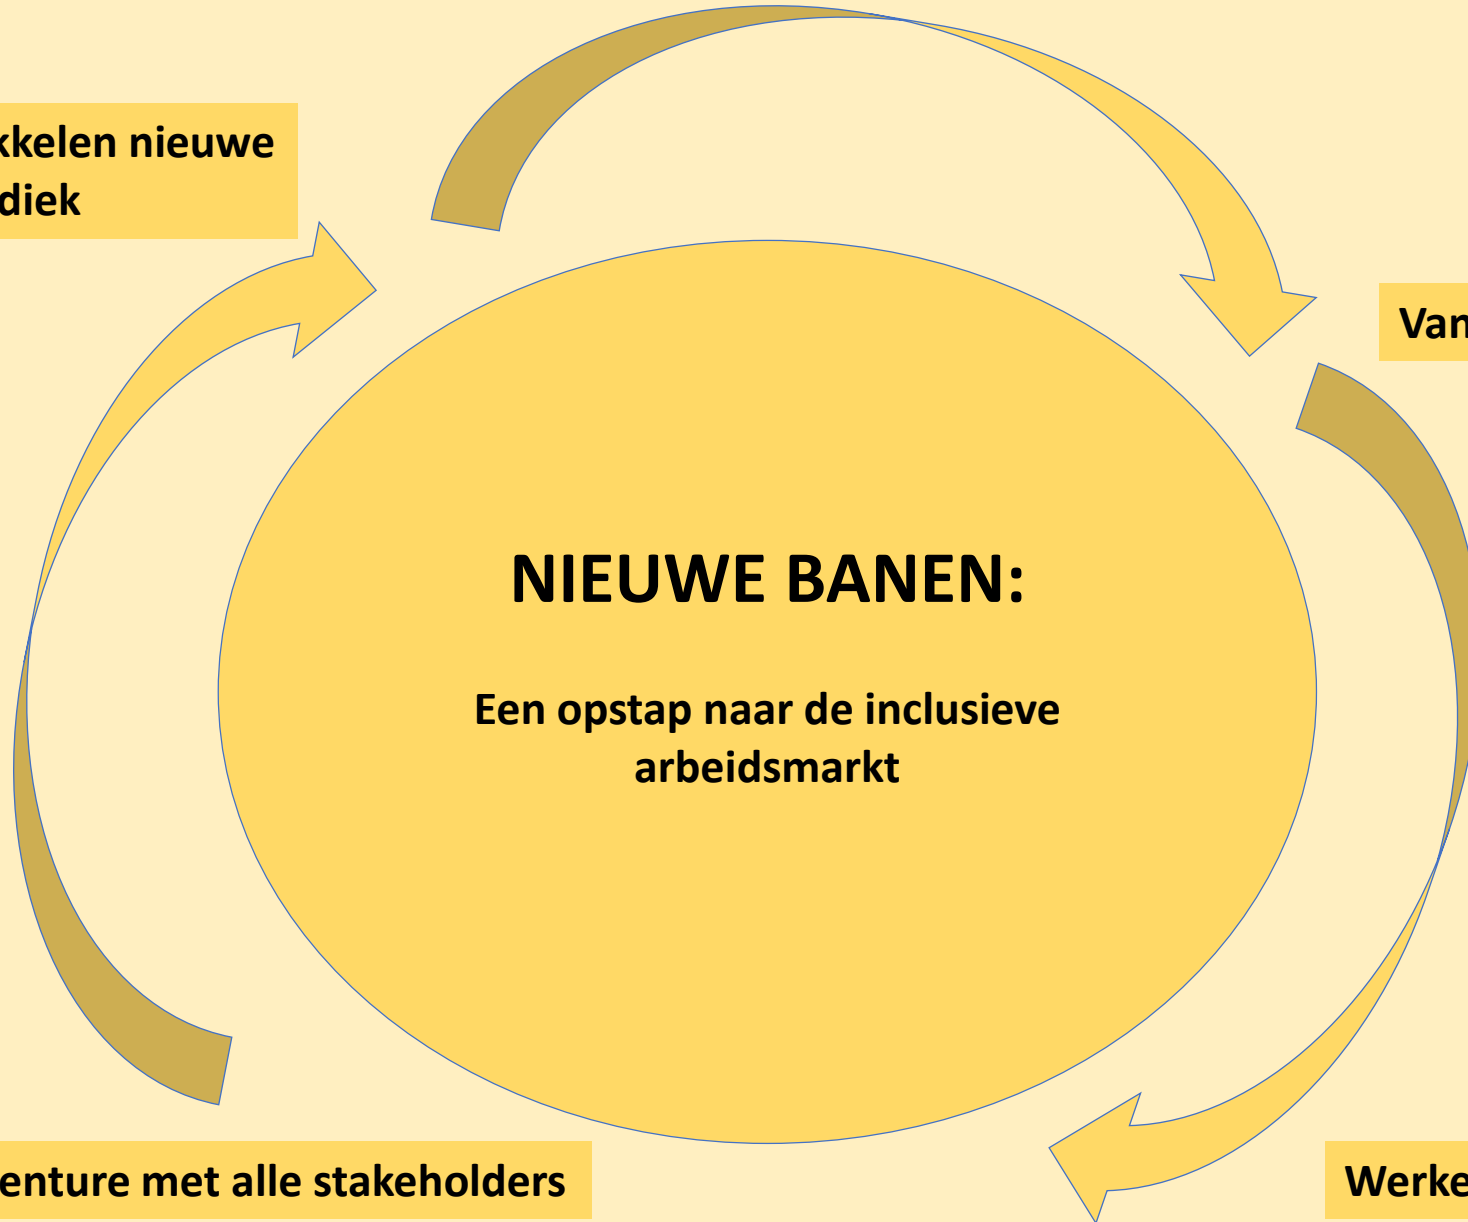 kkelen nieuwe
diek
Van
NIEUWE BANEN:
Een opstap naar de inclusieve
arbeidsmarkt
enture met alle stakeholders
Werke